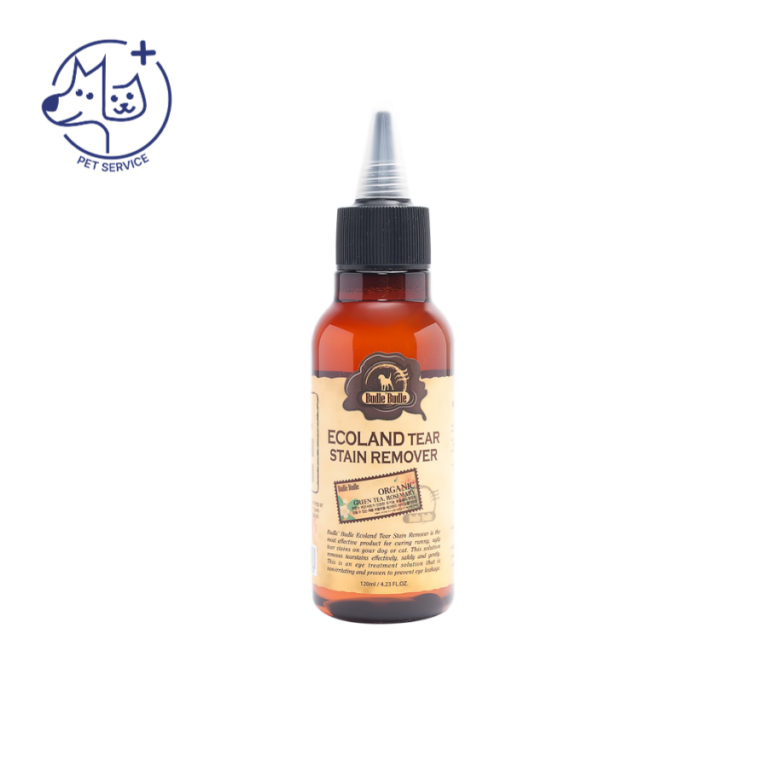 PET SERVICE
Budle Budle
ECOLAND TEAR
STAIN REMOVER
Budle Budle
ORGANIC
GREEN TEA, ROSEMARY
Budle' Budle Ecoland Tear Stain Remover is the
most effective product for curing runny, ugly
tear stains on your dog or cat. This solution
removes tearstains effectively, safely and gently.
This is an eye treatment solution that is
non-irritating and proven to prevent eye leakage.
120ml / 4.23 FL.OZ.